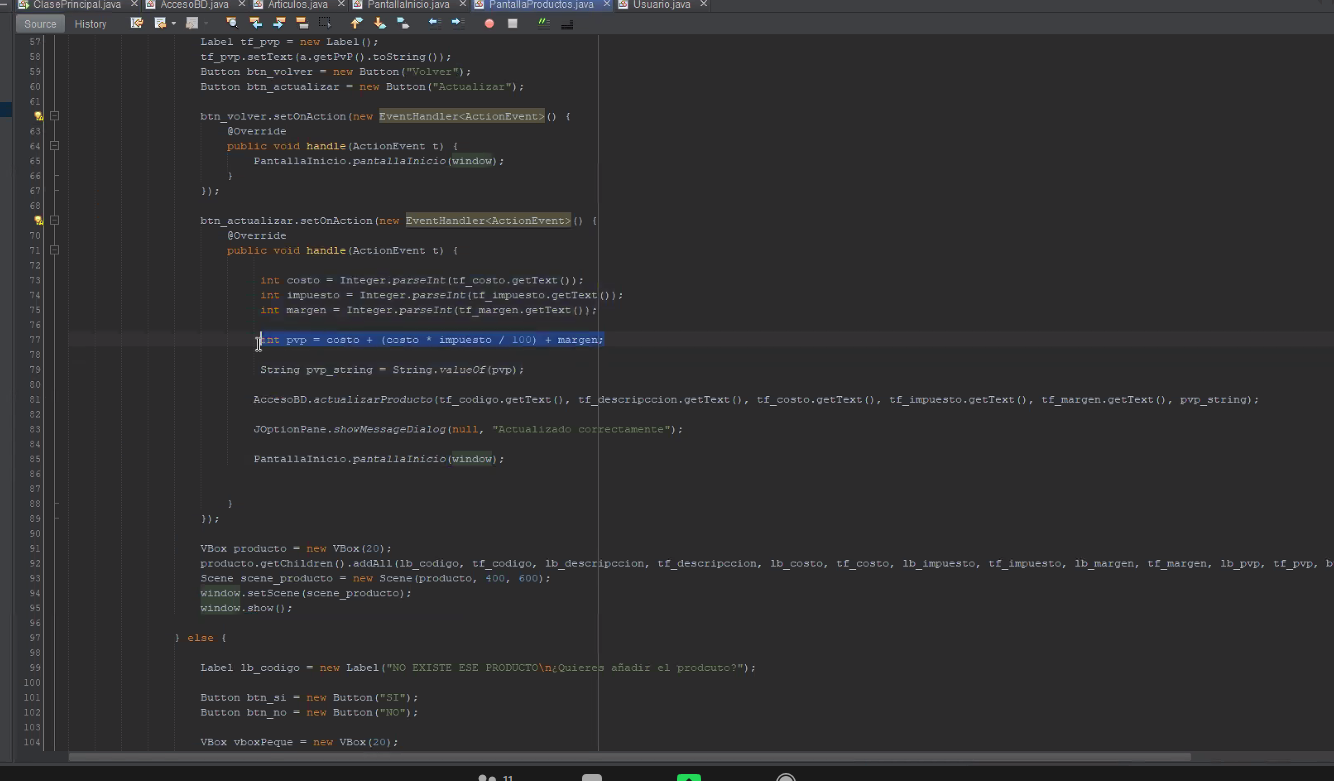 ClasePrincipal.java × AccesoBD.java × Articulos.java × PantallaInicio.java × PantallaProductos.java × Usuario.java ×
Source History
57 Label tf_pvp = new Label();
58 tf_pvp.setText(a.getPvP().toString());
59 Button btn_volver = new Button("Volver");
60 Button btn_actualizar = new Button("Actualizar");
61
btn_volver.setOnAction(new EventHandler<ActionEvent>() {
63 @Override
64 public void handle(ActionEvent t) {
65 PantallaInicio.pantallaInicio(window);
66 }
67 });
68
btn_actualizar.setOnAction(new EventHandler<ActionEvent>() {
70 @Override
71 public void handle(ActionEvent t) {
72
73 int costo = Integer.parseInt(tf_costo.getText());
74 int impuesto = Integer.parseInt(tf_impuesto.getText());
75 int margen = Integer.parseInt(tf_margen.getText());
76
77 int pvp = costo + (costo * impuesto / 100) + margen;
78
79 String pvp_string = String.valueOf(pvp);
80
81 AccesoBD.actualizarProducto(tf_codigo.getText(), tf_descripccion.getText(), tf_costo.getText(), tf_impuesto.getText(), tf_margen.getText(), pvp_string);
82
83 JOptionPane.showMessageDialog(null, "Actualizado correctamente");
84
85 PantallaInicio.pantallaInicio(window);
86
87
88 }
89 });
90
91 VBox producto = new VBox(20);
92 producto.getChildren().addAll(lb_codigo, tf_codigo, lb_descripccion, tf_descripccion, lb_costo, tf_costo, lb_impuesto, tf_impuesto, lb_margen, tf_margen, lb_pvp, tf_pvp, b
93 Scene scene_producto = new Scene(producto, 400, 600);
94 window.setScene(scene_producto);
95 window.show();
96
97 } else {
98
99 Label lb_codigo = new Label("NO EXISTE ESE PRODUCTO\n¿Quieres añadir el prodcuto?");
100
101 Button btn_si = new Button("SI");
102 Button btn_no = new Button("NO");
103
104 VBox vboxPeque = new VBox(20);
11